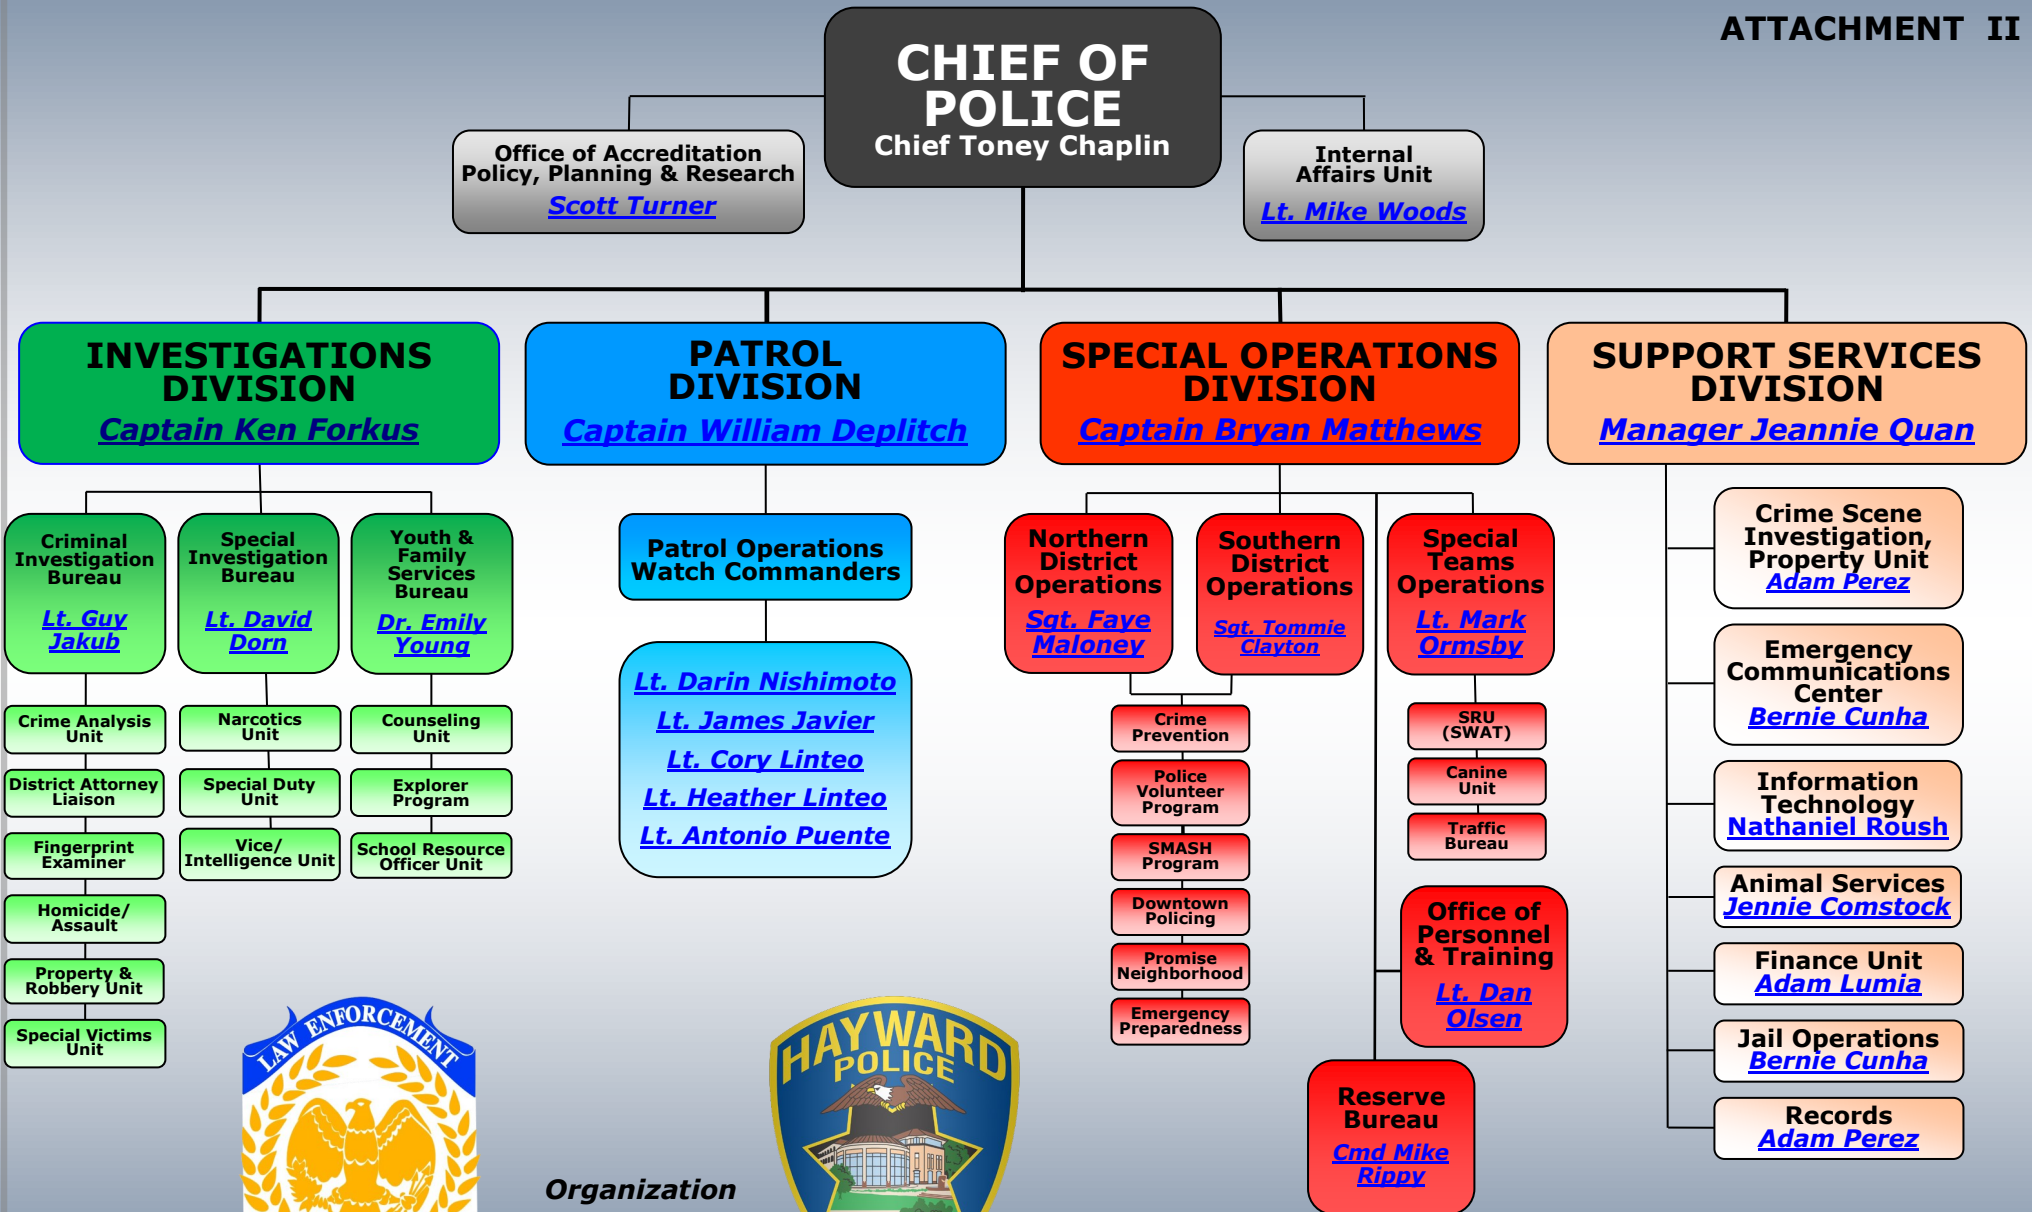 ATTACHMENT II
CHIEF OF
POLICE
Chief Toney Chaplin
Office of Accreditation
Policy, Planning & Research
Scott Turner
Internal
Affairs Unit
Lt. Mike Woods
INVESTIGATIONS
DIVISION
Captain Ken Forkus
PATROL
DIVISION
Captain William Deplitch
SPECIAL OPERATIONS
DIVISION
Captain Bryan Matthews
SUPPORT SERVICES
DIVISION
Manager Jeannie Quan
Criminal
Investigation
Bureau
Lt. Guy
Jakub
Crime Analysis
Unit
District Attorney
Liaison
Fingerprint
Examiner
Homicide/
Assault
Property &
Robbery Unit
Special Victims
Unit
Special
Investigation
Bureau
Lt. David
Dorn
Narcotics
Unit
Special Duty
Unit
Vice/
Intelligence Unit
Youth &
Family
Services
Bureau
Dr. Emily
Young
Counseling
Unit
Explorer
Program
School Resource
Officer Unit
Patrol Operations
Watch Commanders
Lt. Darin Nishimoto
Lt. James Javier
Lt. Cory Linteo
Lt. Heather Linteo
Lt. Antonio Puente
Northern
District
Operations
Sgt. Faye
Maloney
Southern
District
Operations
Sgt. Tommie
Clayton
Crime
Prevention
Police
Volunteer
Program
SMASH
Program
Downtown
Policing
Promise
Neighborhood
Emergency
Preparedness
Special
Teams
Operations
Lt. Mark
Ormsby
SRU
(SWAT)
Canine
Unit
Traffic
Bureau
Office of
Personnel
& Training
Lt. Dan
Olsen
Reserve
Bureau
Cmd Mike
Rippy
Crime Scene
Investigation,
Property Unit
Adam Perez
Emergency
Communications
Center
Bernie Cunha
Information
Technology
Nathaniel Roush
Animal Services
Jennie Comstock
Finance Unit
Adam Lumia
Jail Operations
Bernie Cunha
Records
Adam Perez
LAW ENFORCEMENT
HAYWARD
POLICE
Organization